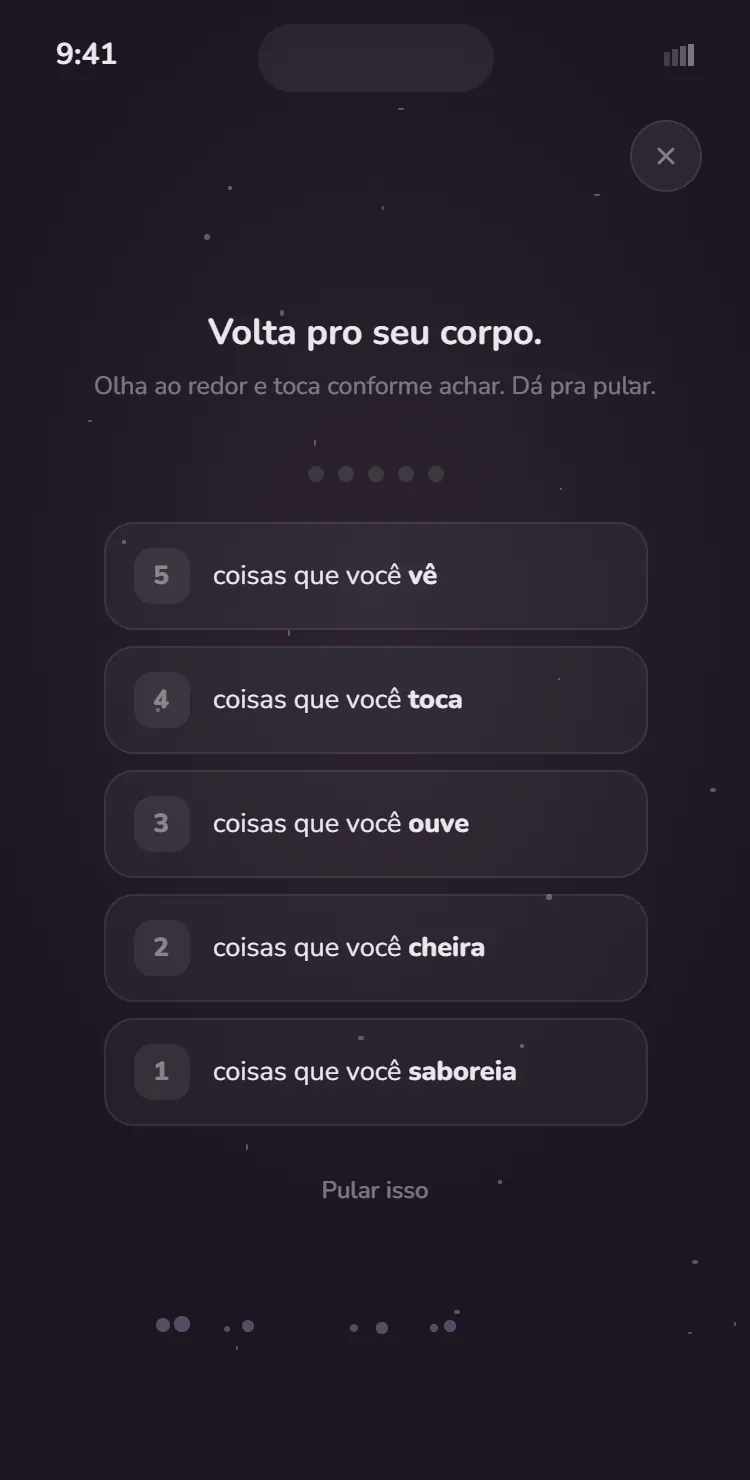 9:41
Volta pro seu corpo.
Olha ao redor e toca conforme achar. Dá pra pular.
5 coisas que você vê
4 coisas que você toca
3 coisas que você ouve
2 coisas que você cheira
1 coisas que você saboreia
Pular isso